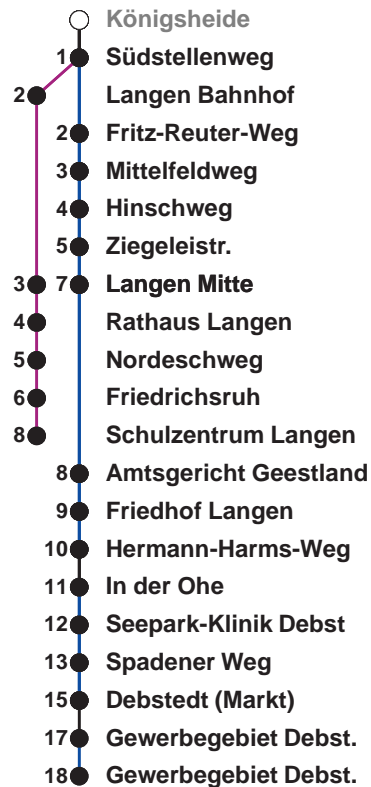 Königsheide
1 Südstellenweg
2 Langen Bahnhof
2 Fritz-Reuter-Weg
3 Mittelfeldweg
4 Hinschweg
5 Ziegeleistr.
3 7 Langen Mitte
4 Rathaus Langen
5 Nordeschweg
6 Friedrichsruh
8 Schulzentrum Langen
8 Amtsgericht Geestland
9 Friedhof Langen
10 Hermann-Harms-Weg
11 In der Ohe
12 Seepark-Klinik Debst
13 Spadener Weg
15 Debstedt (Markt)
17 Gewerbegebiet Debst.
18 Gewerbegebiet Debst.